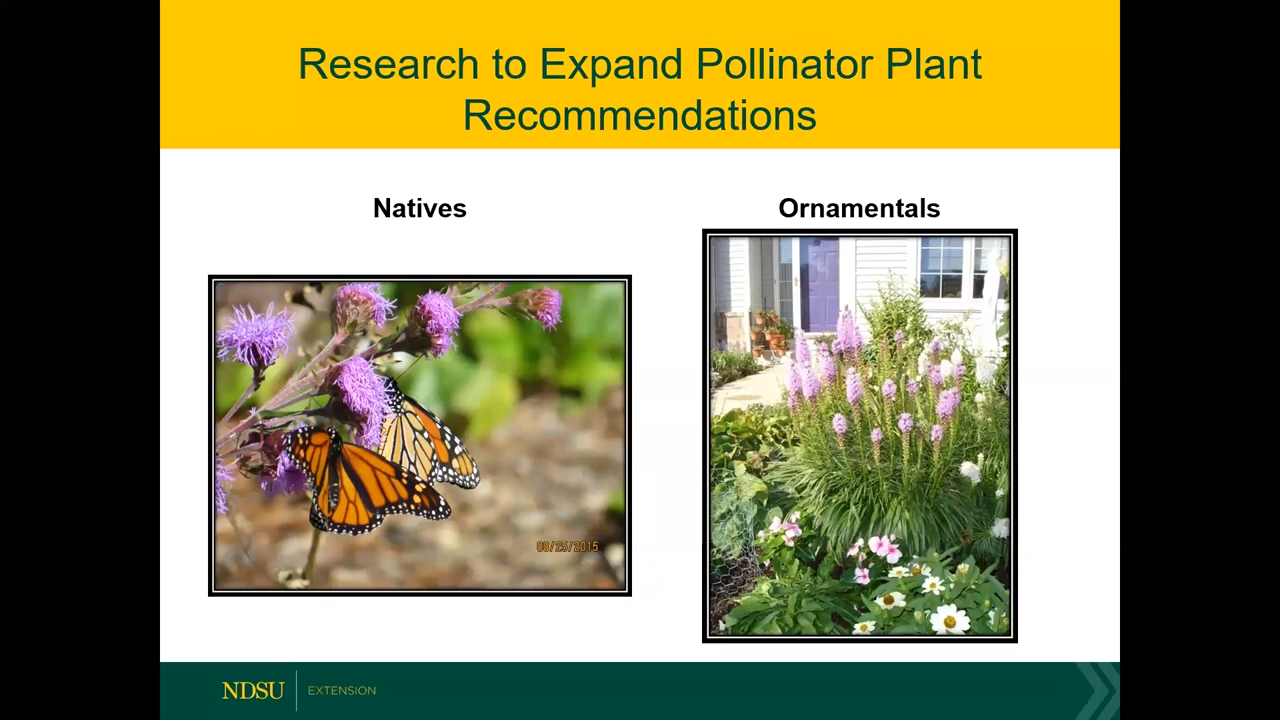 Research to Expand Pollinator Plant
Recommendations
Natives
Ornamentals
08/25/2015
NDSU
EXTENSION